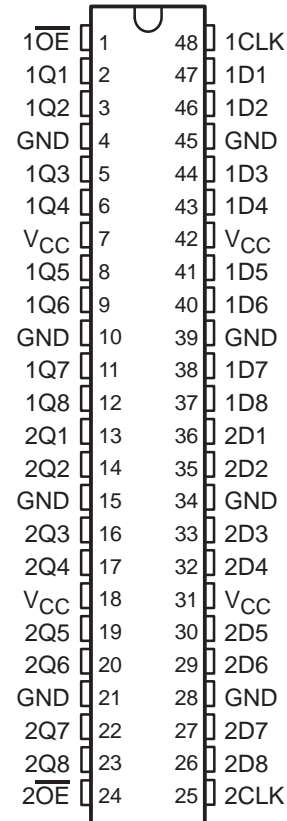 1O̅E̅ 1 48 1CLK
1Q1 2 47 1D1
1Q2 3 46 1D2
GND 4 45 GND
1Q3 5 44 1D3
1Q4 6 43 1D4
VCC 7 42 VCC
1Q5 8 41 1D5
1Q6 9 40 1D6
GND 10 39 GND
1Q7 11 38 1D7
1Q8 12 37 1D8
2Q1 13 36 2D1
2Q2 14 35 2D2
GND 15 34 GND
2Q3 16 33 2D3
2Q4 17 32 2D4
VCC 18 31 VCC
2Q5 19 30 2D5
2Q6 20 29 2D6
GND 21 28 GND
2Q7 22 27 2D7
2Q8 23 26 2D8
2O̅E̅ 24 25 2CLK